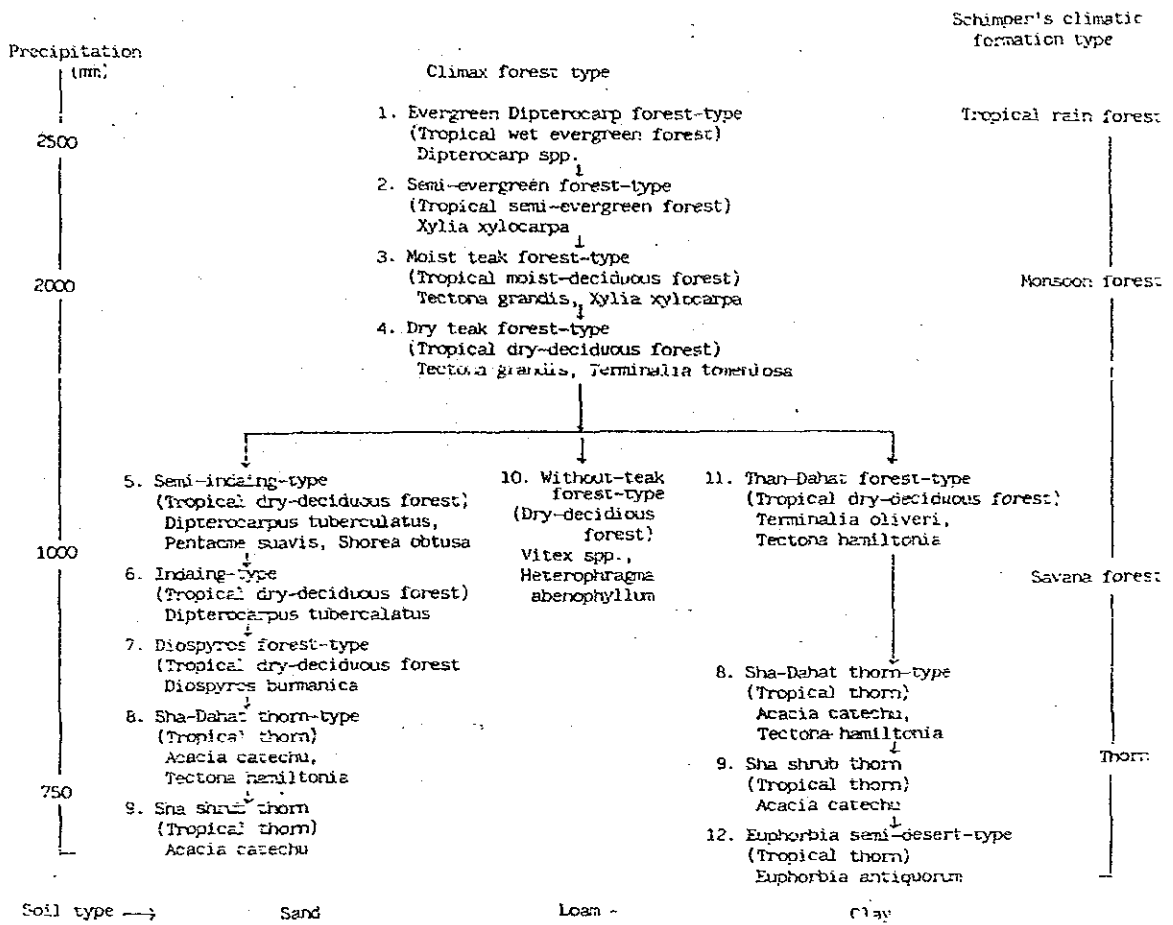 Schimper's climatic
formation type
Precipitation
(mm)
Climax forest type
1. Evergreen Dipterocarp forest-type
(Tropical wet evergreen forest)
Dipterocarp spp.
Tropical rain forest
2500
2. Semi-evergreen forest-type
(Tropical semi-evergreen forest)
Xylia xylocarpa
3. Moist teak forest-type
(Tropical moist-deciduous forest)
Tectona grandis, Xylia xylocarpa
2000
Monsoon forest
4. Dry teak forest-type
(Tropical dry-deciduous forest)
Tectona grandis, Terminalia tomentosa
5. Semi-indaing-type
(Tropical dry-deciduous forest)
Dipterocarpus tuberculatus,
Pentacme suavis, Shorea obtusa
1000
6. Indaing-type
(Tropical dry-deciduous forest)
Dipterocarpus tubercalatus
7. Diospyros forest-type
(Tropical dry-deciduous forest
Diospyros burmanica
8. Sha-Dahat thorn-type
(Tropical thorn)
Acacia catechu,
Tectona hamiltonia
750
9. Sha shrub thorn
(Tropical thorn)
Acacia catechu
10. Without-teak
forest-type
(Dry-decidious
forest)
Vitex spp.,
Heterophragma
abenophyllum
11. Than-Dahat forest-type
(Tropical dry-deciduous forest)
Terminalia oliveri,
Tectona hamiltonia
Savana forest
8. Sha-Dahat thorn-type
(Tropical thorn)
Acacia catechu,
Tectona hamiltonia
9. Sha shrub thorn
(Tropical thorn)
Acacia catechu
Thorn
12. Euphorbia semi-desert-type
(Tropical thorn)
Euphorbia antiquorum
Soil type
Sand
Loam
Clay